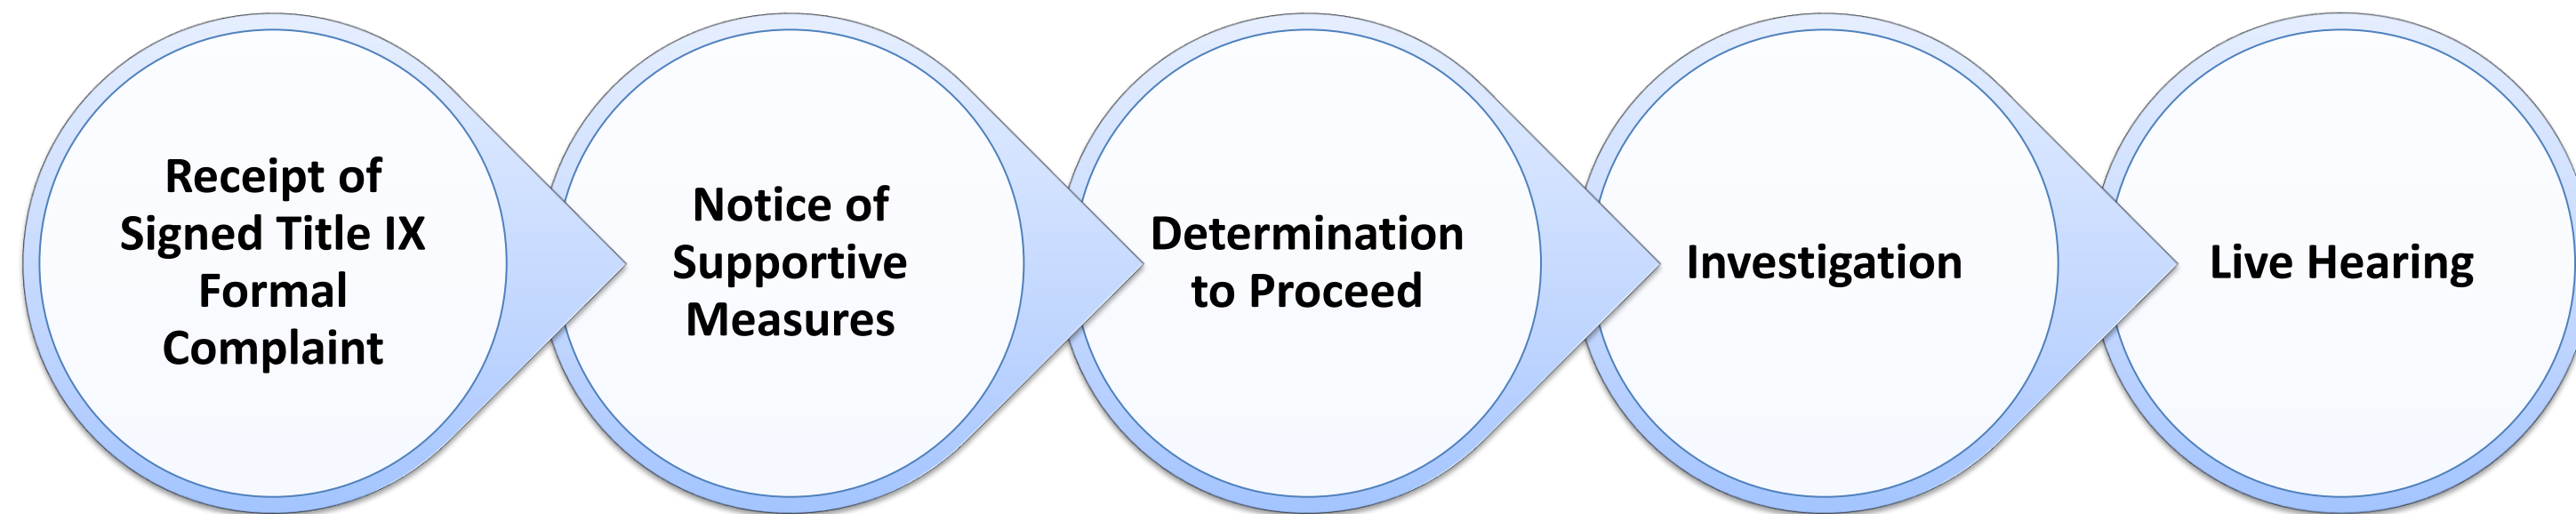 Receipt of
Signed Title IX
Formal
Complaint
Notice of
Supportive
Measures
Determination
to Proceed
Investigation
Live Hearing